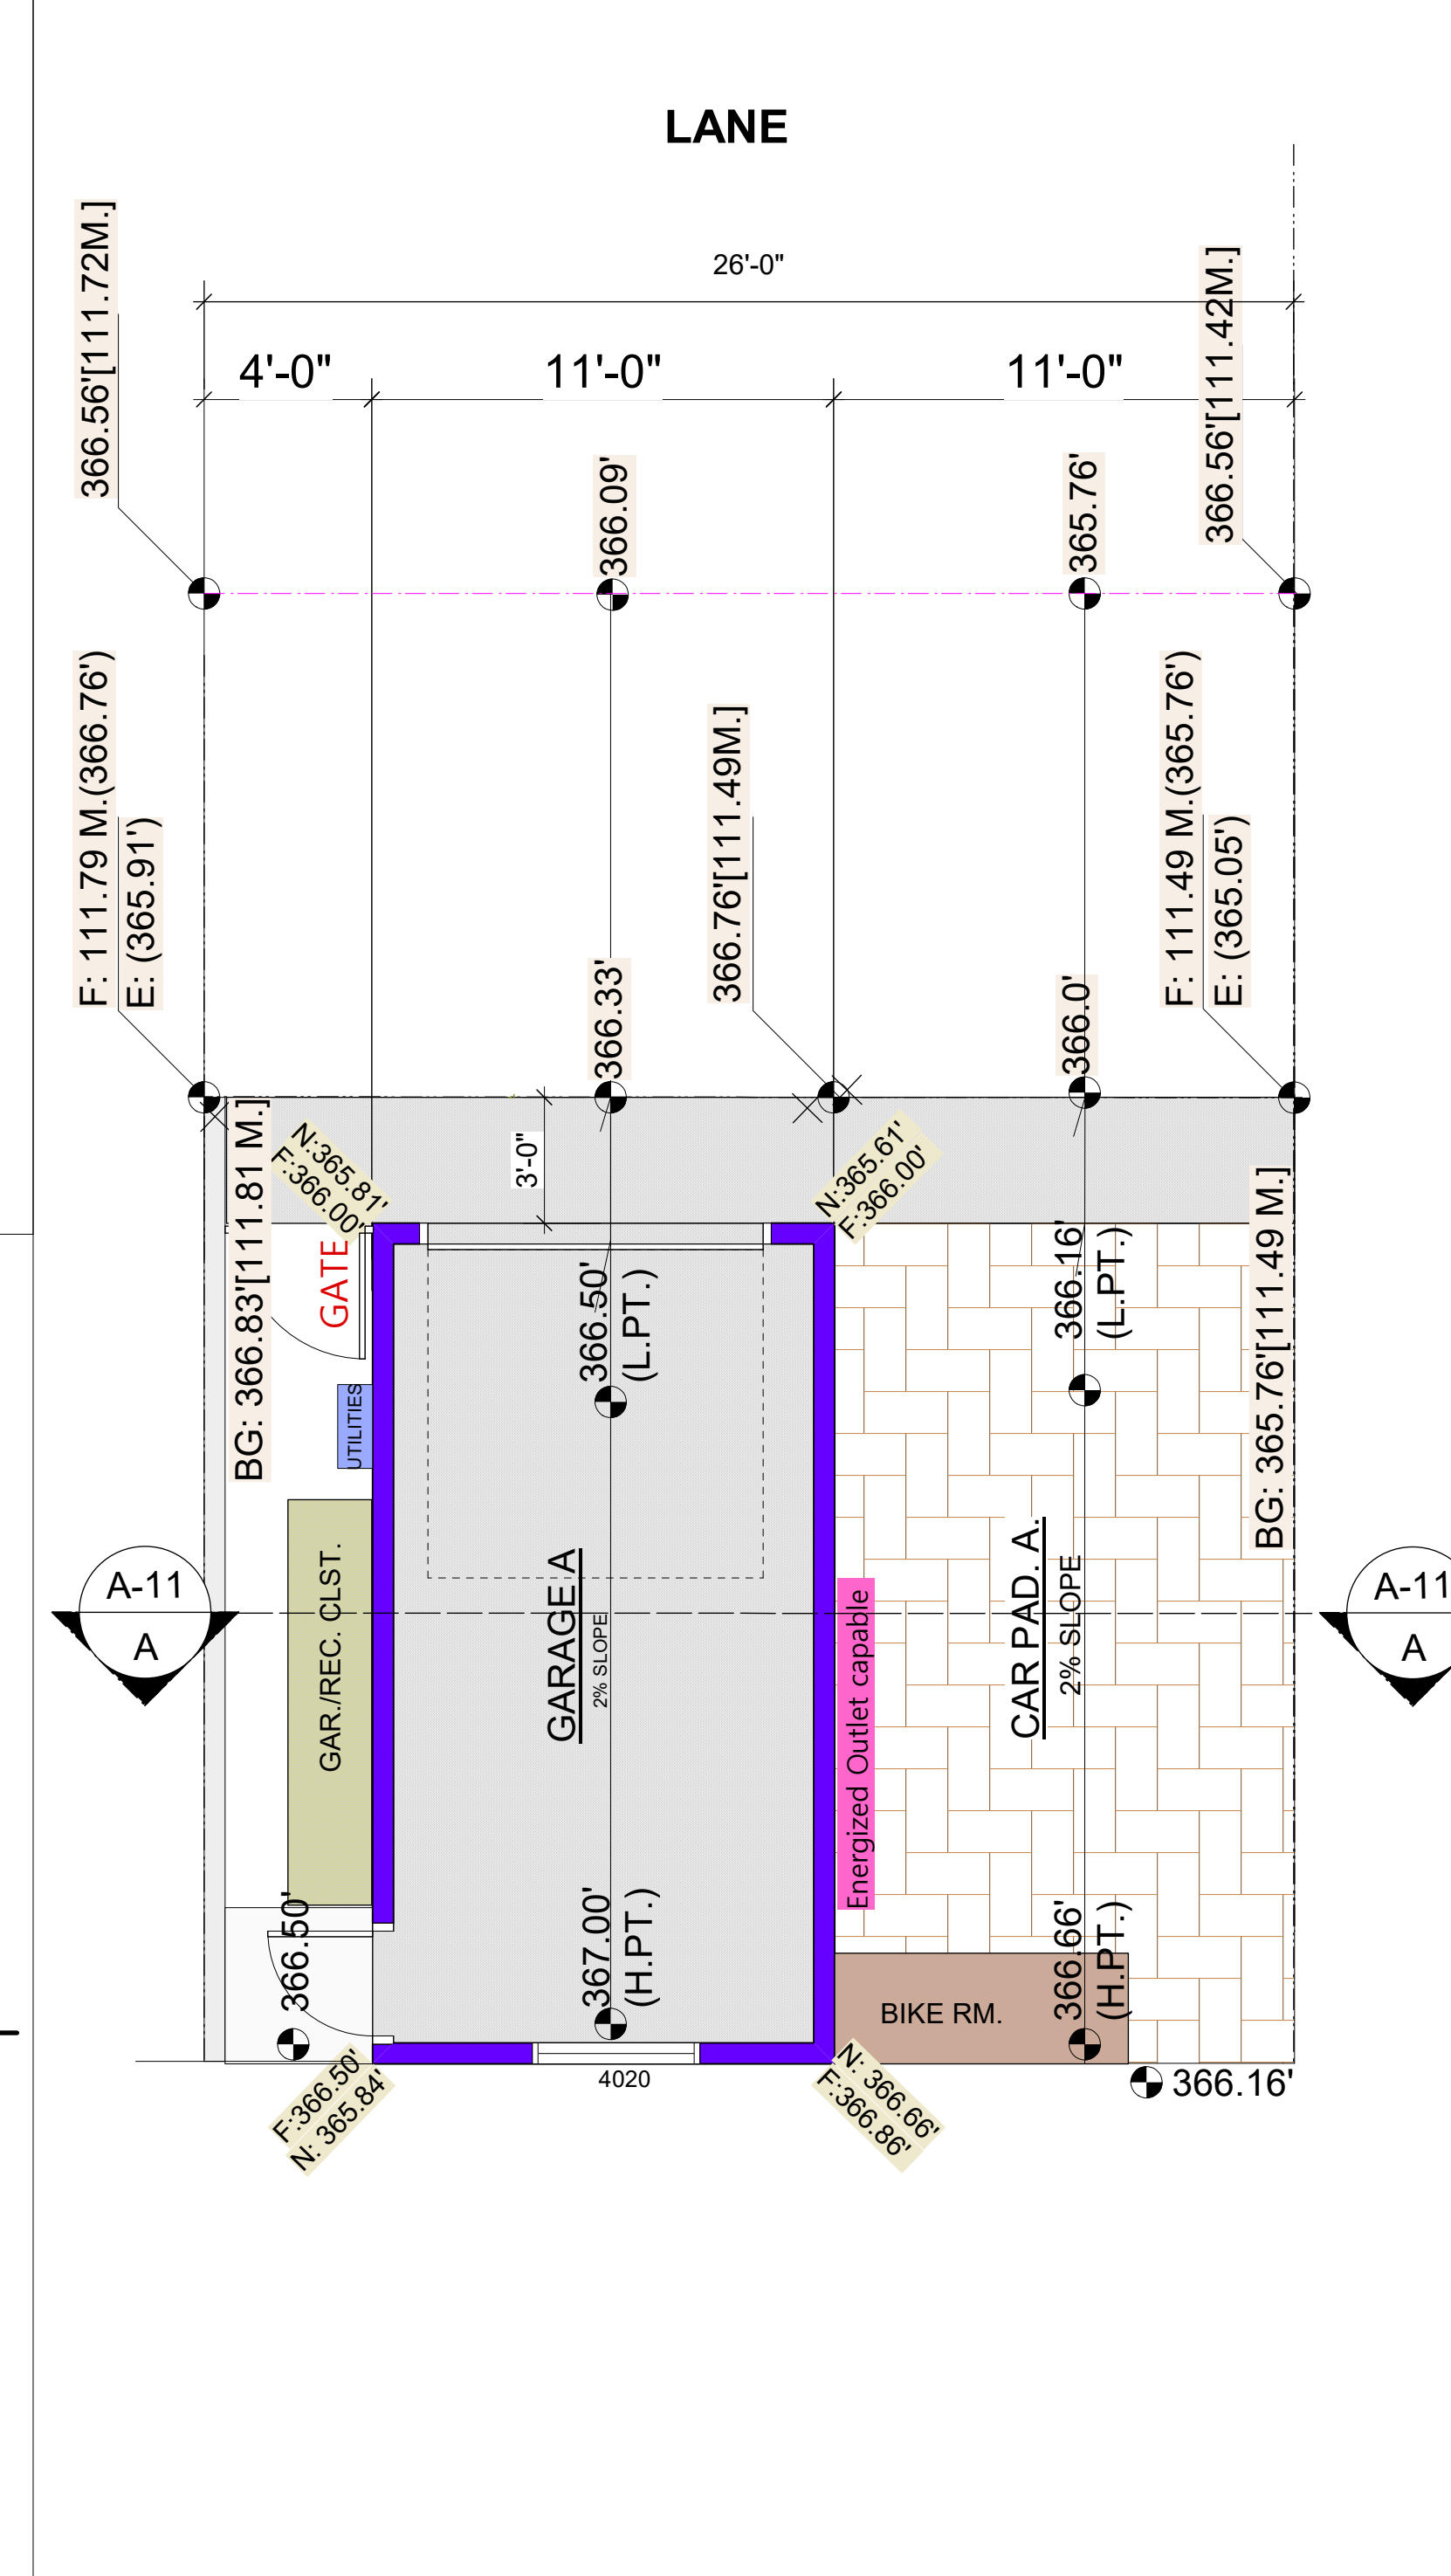 LANE
26'-0"
4'-0"
11'-0"
11'-0"
366.56'[111.72M.]
366.56'[111.42M.]
366.09'
365.76'
F: 111.79 M.(366.76')
E: (365.91')
366.76'[111.49M.]
F: 111.49 M.(365.76')
E: (365.05')
366.33'
366.0'
3'-0"
BG: 366.83'[111.81 M.]
N:365.81'
F:366.00'
N:365.61'
F:366.00'
BG: 365.76'[111.49 M.]
GATE
366.50'
(L.PT.)
366.16'
(L.PT.)
UTILITIES
GAR./REC. CLST.
GARAGE A
2% SLOPE
Energized Outlet capable
CAR PAD. A.
2% SLOPE
A-11
A
A-11
A
366.50'
367.00'
(H.PT.)
366.66'
(H.PT.)
BIKE RM.
F:366.50'
N: 365.84'
4020
N: 366.66'
F:366.86'
366.16'